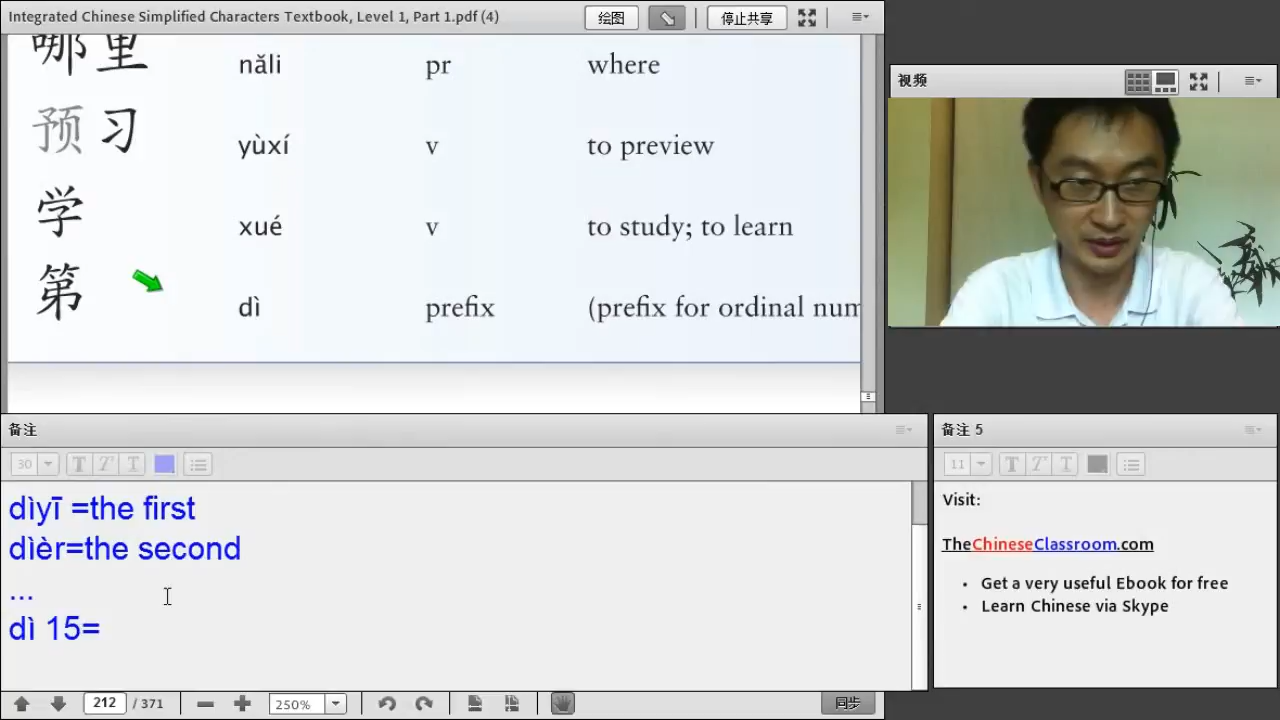 Integrated Chinese Simplified Characters Textbook, Level 1, Part 1.pdf (4)
绘图
停止共享
哪里 nǎli pr where
预习 yùxí v to preview
学 xué v to study; to learn
第 dì prefix (prefix for ordinal num
视频
备注
30
T T T
dìyī =the first
dìèr=the second
...
dì 15=
212 / 371
250%
同步
备注 5
11
T T T
Visit:
TheChineseClassroom.com
• Get a very useful Ebook for free
• Learn Chinese via Skype